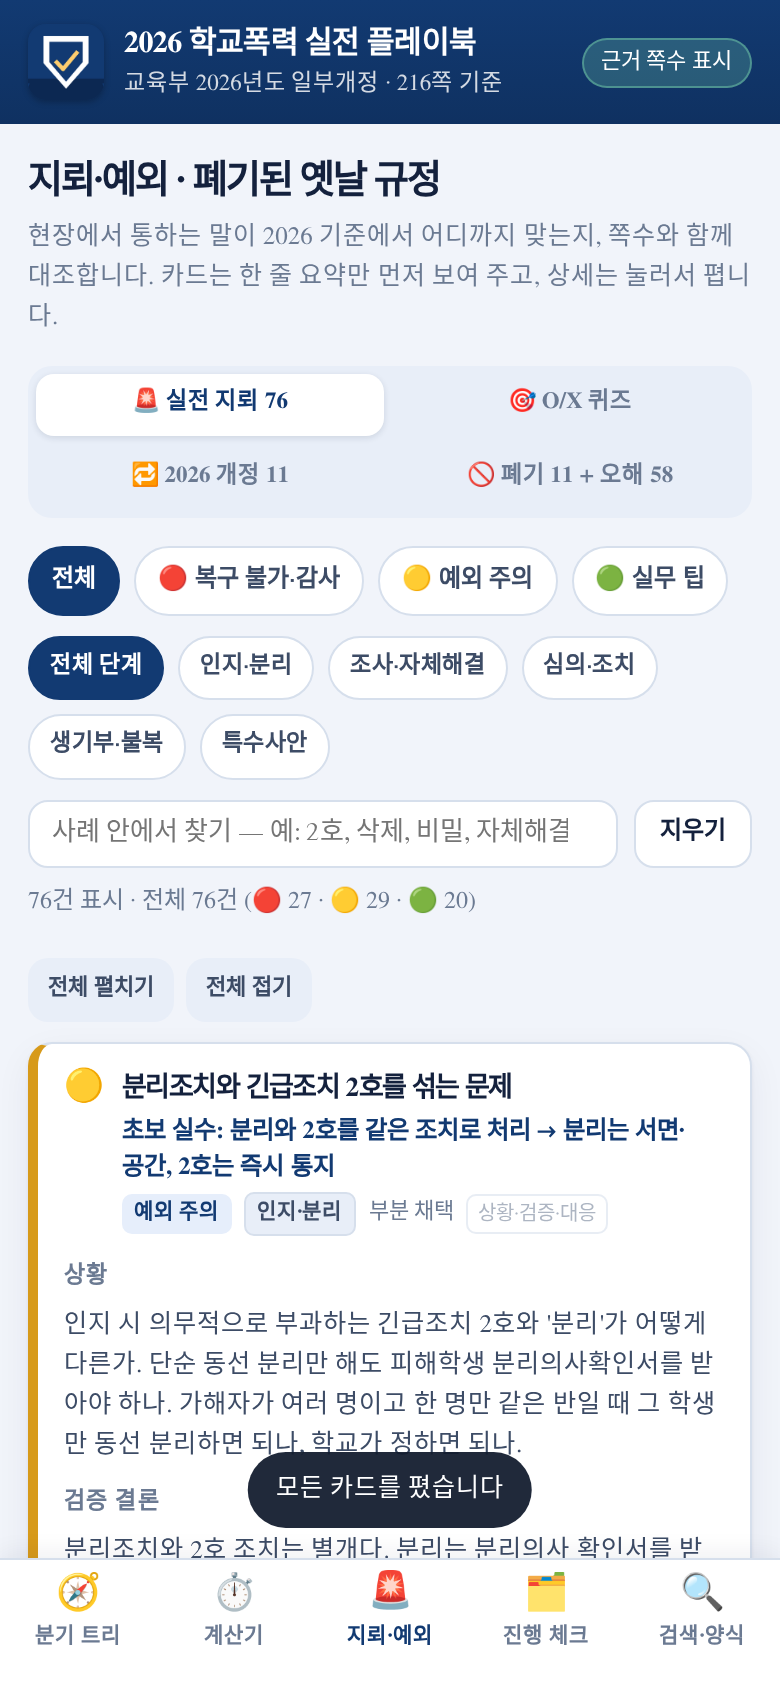 2026 학교폭력 실전 플레이북
교육부 2026년도 일부개정 · 216쪽 기준
근거 쪽수 표시
지뢰·예외 · 폐기된 옛날 규정
현장에서 통하는 말이 2026 기준에서 어디까지 맞는지, 쪽수와 함께
대조합니다. 카드는 한 줄 요약만 먼저 보여 주고, 상세는 눌러서 폅니
다.
🚨 실전 지뢰 76
🎯 O/X 퀴즈
🔁 2026 개정 11
🚫 폐기 11 + 오해 58
전체
🔴 복구 불가·감사
🟡 예외 주의
🟢 실무 팁
전체 단계
인지·분리
조사·자체해결
심의·조치
생기부·불복
특수사안
사례 안에서 찾기 — 예: 2호, 삭제, 비밀, 자체해결
지우기
76건 표시 · 전체 76건 (🔴 27 · 🟡 29 · 🟢 20)
전체 펼치기
전체 접기
🟡 분리조치와 긴급조치 2호를 섞는 문제
초보 실수: 분리와 2호를 같은 조치로 처리 → 분리는 서면·
공간, 2호는 즉시 통지
예외 주의
인지·분리
부분 채택
상황·검증·대응
상황
인지 시 의무적으로 부과하는 긴급조치 2호와 '분리'가 어떻게
다른가. 단순 동선 분리만 해도 피해학생 분리의사확인서를 받
아야 하나. 가해자가 여러 명이고 한 명만 같은 반일 때 그 학생
만 동선 분리하면 되나, 학교가 정하면 되나.
검증 결론
모든 카드를 폈습니다
분리조치와 2호 조치는 별개다. 분리는 분리의사 확인서를 받
분기 트리
계산기
지뢰·예외
진행 체크
검색·양식